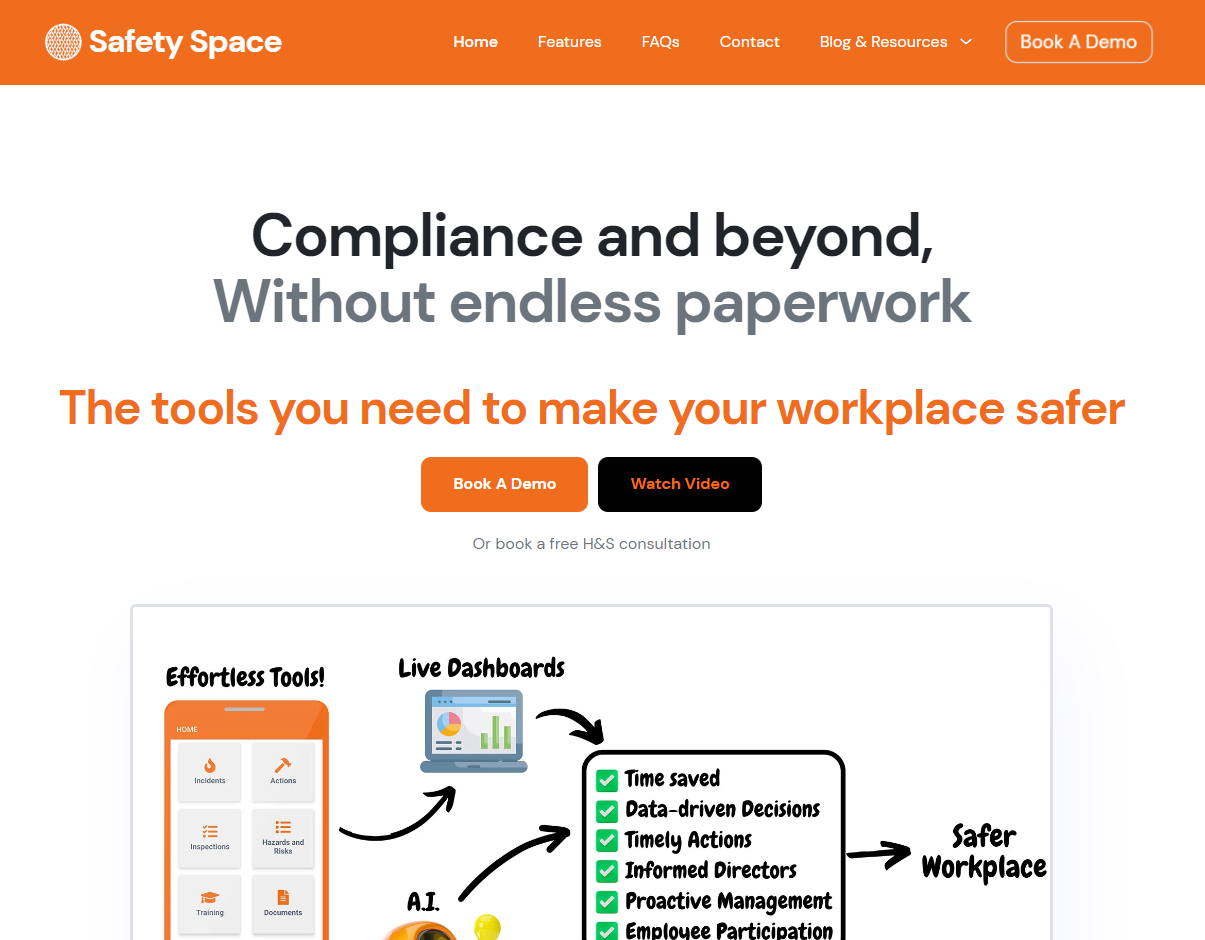 Safety Space
Home
Features
FAQs
Contact
Blog & Resources
Book A Demo
Compliance and beyond,
Without endless paperwork
The tools you need to make your workplace safer
Book A Demo
Watch Video
Or book a free H&S consultation
Effortless Tools!
HOME
Incidents
Actions
Inspections
Hazards and
Risks
Training
Documents
Live Dashboards
A.I.
Time saved
Data-driven Decisions
Timely Actions
Informed Directors
Proactive Management
Employee Participation
Safer
Workplace